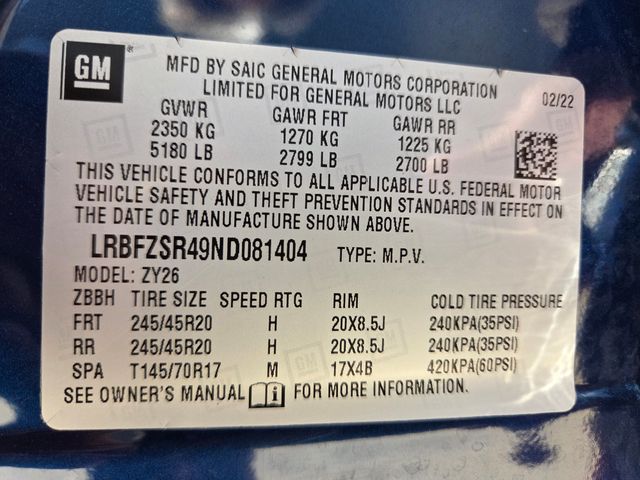 GM
MFD BY SAIC GENERAL MOTORS CORPORATION
LIMITED FOR GENERAL MOTORS LLC
02/22
GVWR GAWR FRT GAWR RR
2350 KG 1270 KG 1225 KG
5180 LB 2799 LB 2700 LB
THIS VEHICLE CONFORMS TO ALL APPLICABLE U.S. FEDERAL MOTOR
VEHICLE SAFETY AND THEFT PREVENTION STANDARDS IN EFFECT ON
THE DATE OF MANUFACTURE SHOWN ABOVE.
LRBFZSR49ND081404 TYPE: M.P.V.
MODEL: ZY26
ZBBH TIRE SIZE SPEED RTG RIM COLD TIRE PRESSURE
FRT 245/45R20 H 20X8.5J 240KPA(35PSI)
RR 245/45R20 H 20X8.5J 240KPA(35PSI)
SPA T145/70R17 M 17X4B 420KPA(60PSI)
SEE OWNER'S MANUAL FOR MORE INFORMATION.